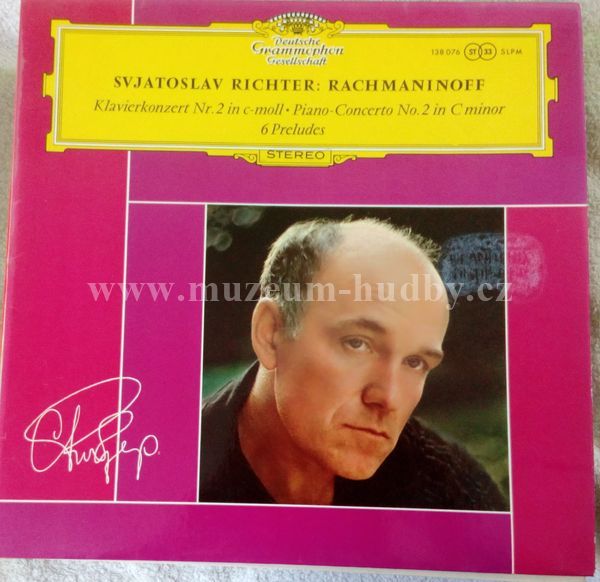 Deutsche
Grammophon
Gesellschaft
138 076 ST 33 SLPM
SVJATOSLAV RICHTER: RACHMANINOFF
Klavierkonzert Nr. 2 in c-moll · Piano-Concerto No. 2 in C minor
6 Preludes
STEREO
www.muzeum-hudby.cz